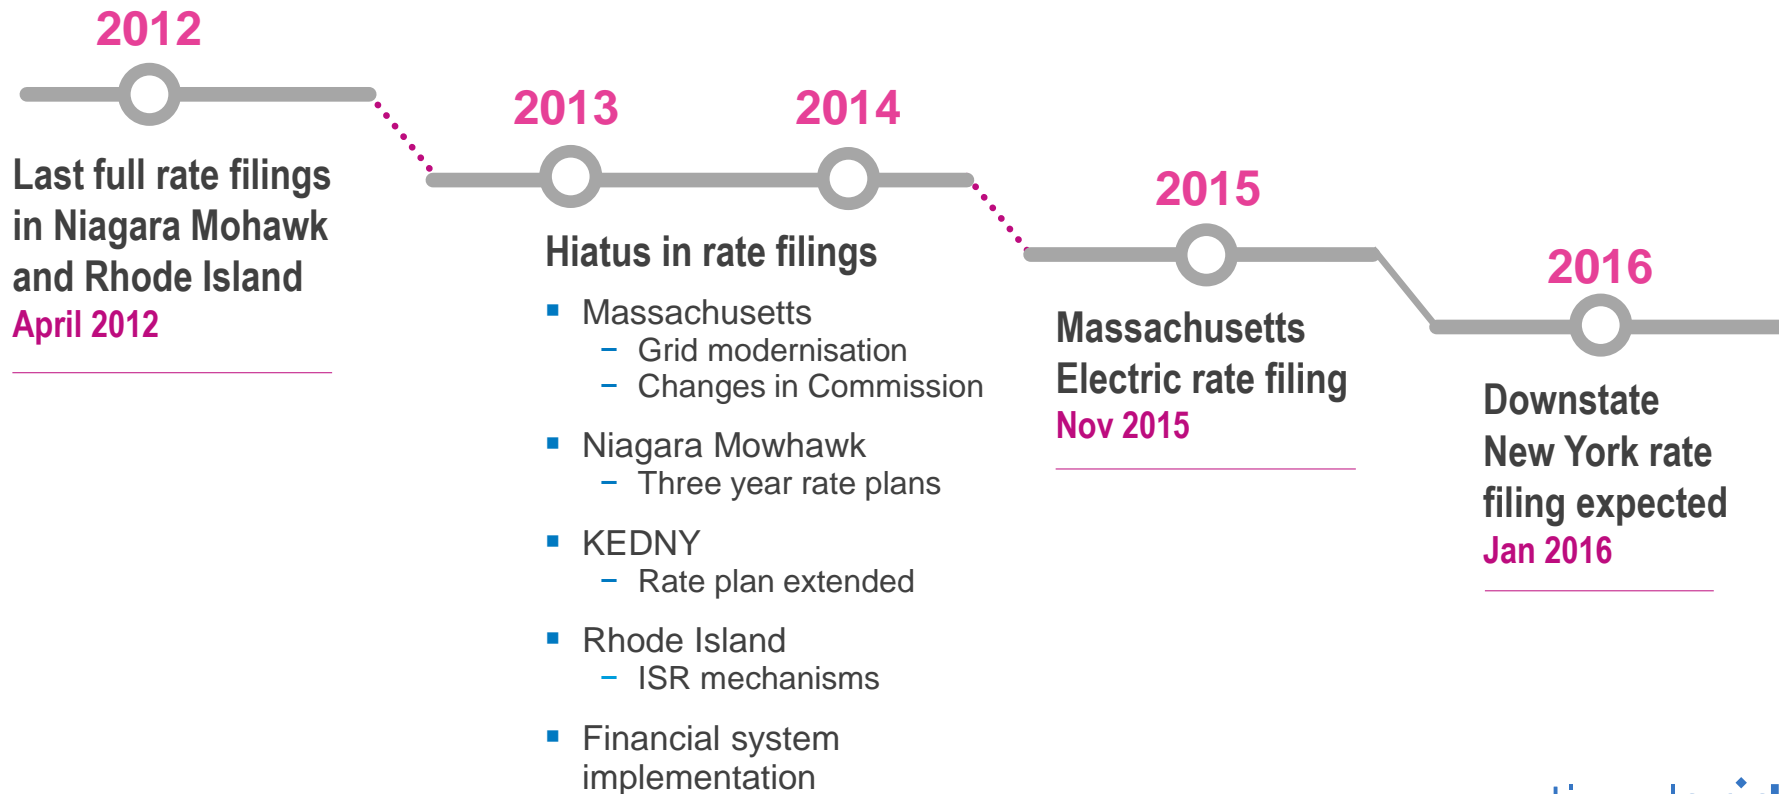 2012
Last full rate filings
in Niagara Mohawk
and Rhode Island
April 2012
2013
2014
Hiatus in rate filings
▪ Massachusetts
– Grid modernisation
– Changes in Commission
▪ Niagara Mowhawk
– Three year rate plans
▪ KEDNY
– Rate plan extended
▪ Rhode Island
– ISR mechanisms
▪ Financial system
implementation
2015
Massachusetts
Electric rate filing
Nov 2015
2016
Downstate
New York rate
filing expected
Jan 2016